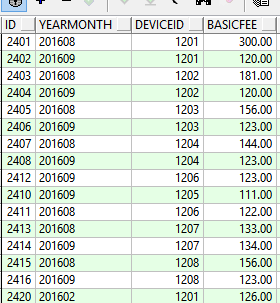 ID YEARMONTH DEVICEID BASICFEE
2401 201608 1201 300.00
2402 201609 1201 120.00
2403 201608 1202 181.00
2404 201609 1202 120.00
2405 201608 1203 156.00
2406 201609 1203 123.00
2407 201608 1204 144.00
2408 201609 1204 123.00
2412 201609 1206 123.00
2410 201609 1205 111.00
2411 201608 1206 122.00
2413 201608 1207 133.00
2414 201609 1207 134.00
2415 201608 1208 156.00
2416 201609 1208 123.00
2420 201602 1201 126.00